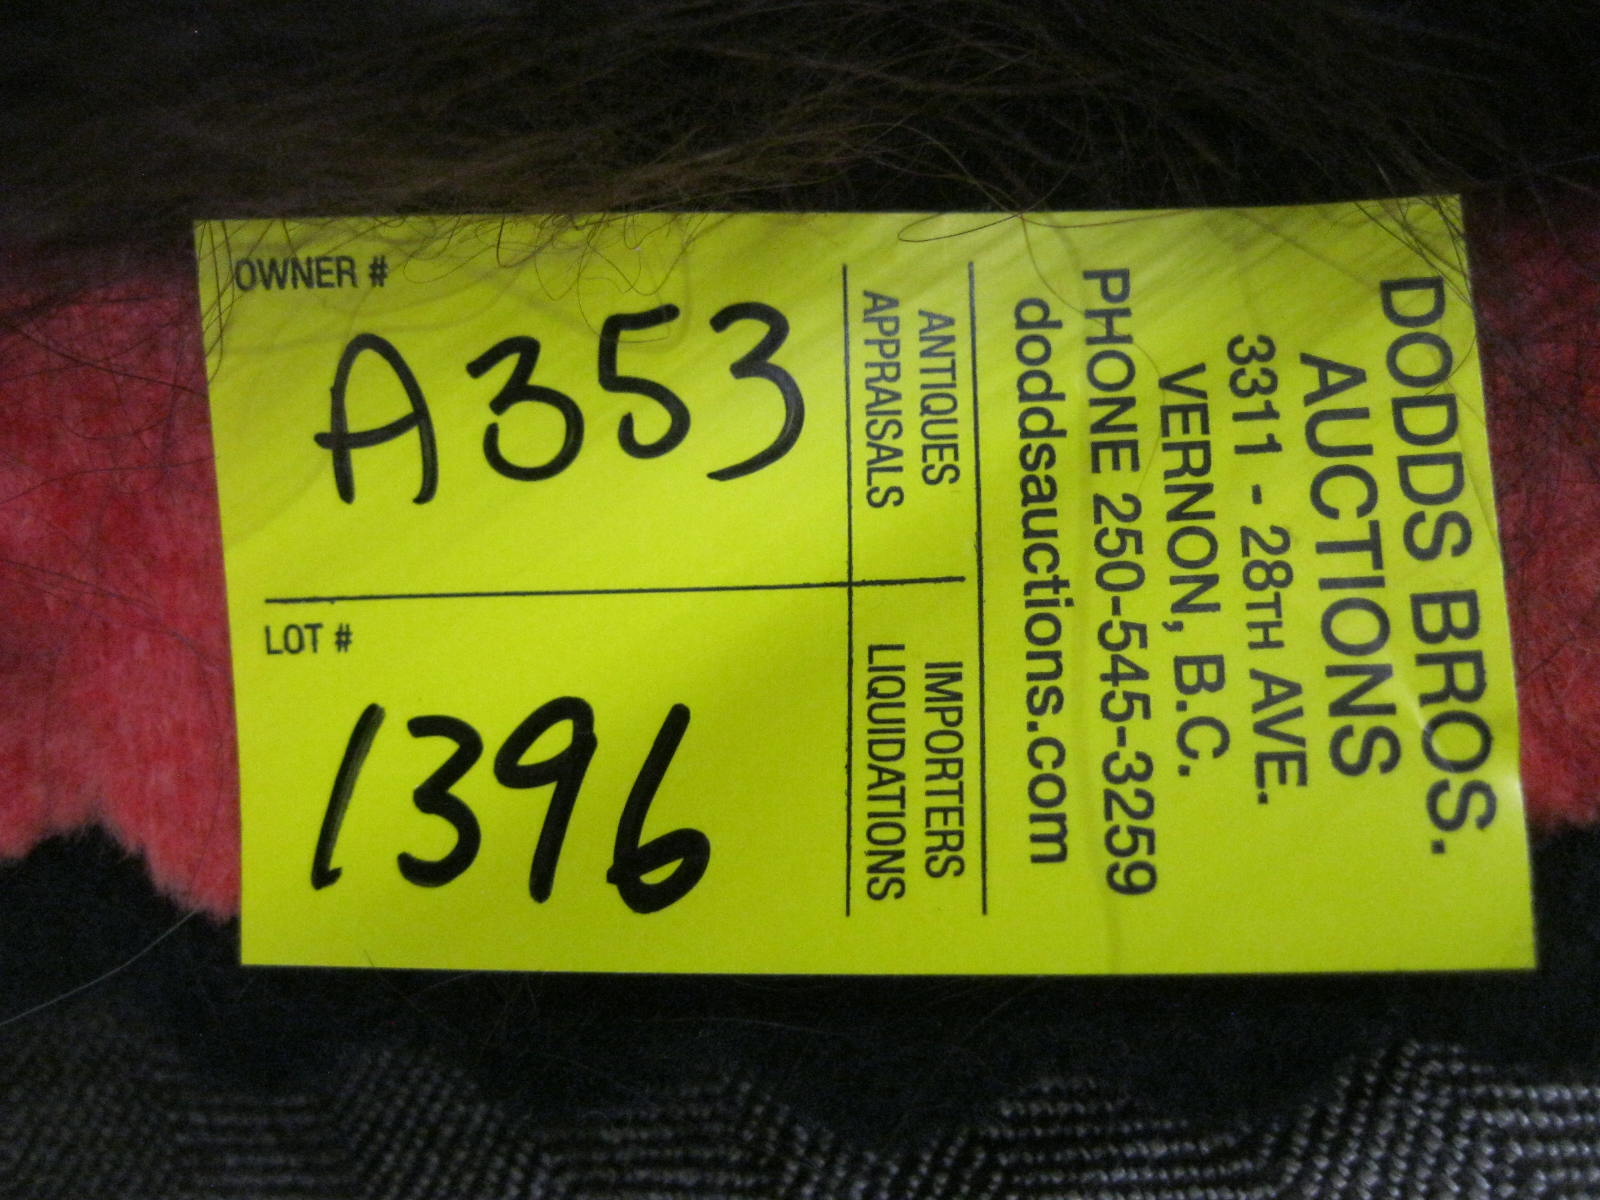 DODDS BROS.
AUCTIONS
3311 - 28TH AVE.
VERNON, B.C.
PHONE 250-545-3259
doddsauctions.com
ANTIQUES
APPRAISALS
IMPORTERS
LIQUIDATIONS
OWNER #
A353
LOT #
1396